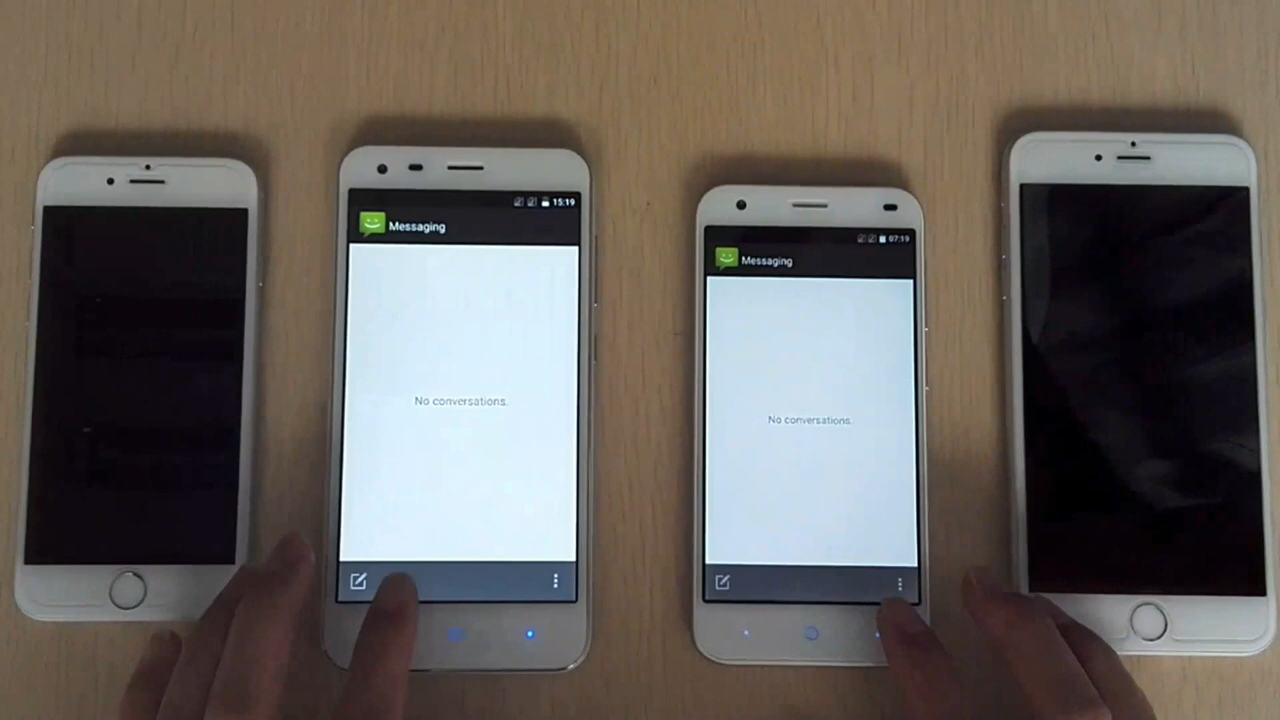 15:19
Messaging
No conversations.
07:19
Messaging
No conversations.